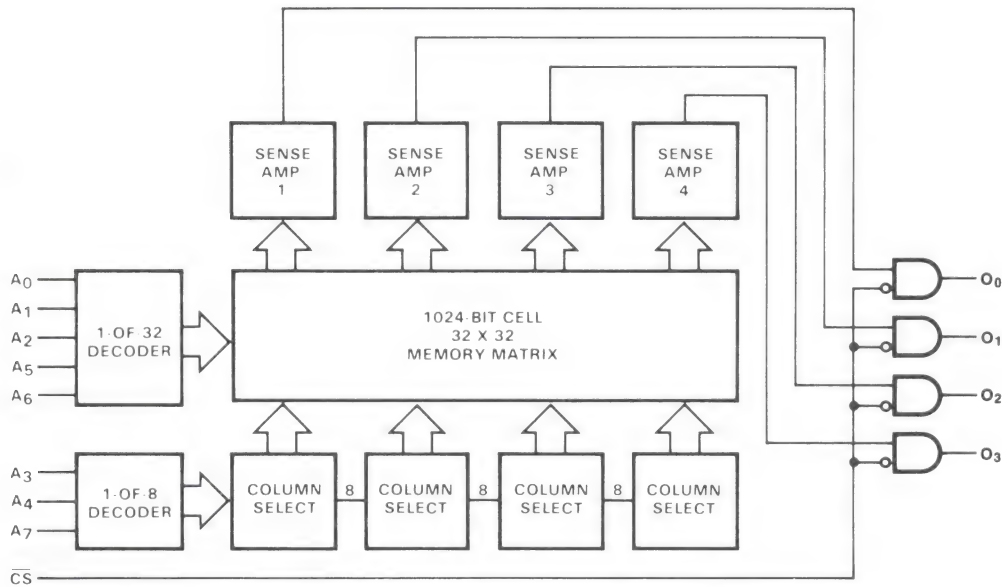 SENSE
AMP
1
SENSE
AMP
2
SENSE
AMP
3
SENSE
AMP
4
A0
A1
A2
A5
A6
1-OF 32
DECODER
1024-BIT CELL
32 X 32
MEMORY MATRIX
O0
O1
O2
O3
A3
A4
A7
1-OF-8
DECODER
COLUMN
SELECT
8
COLUMN
SELECT
8
COLUMN
SELECT
8
COLUMN
SELECT
C̅S̅